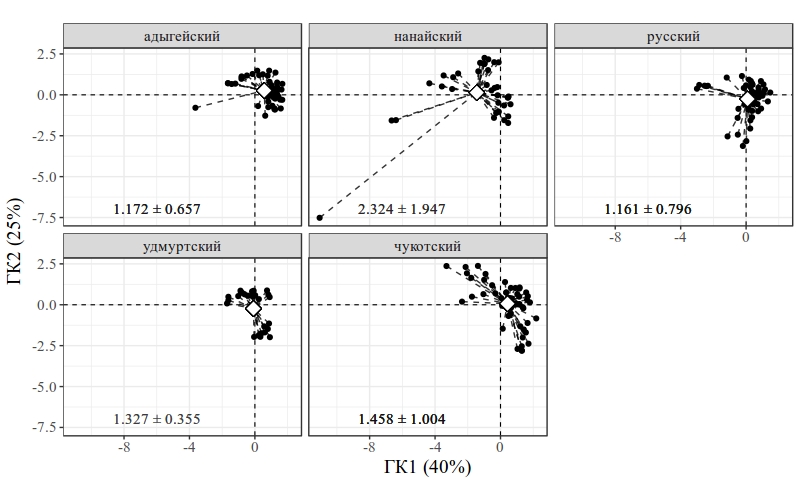 адыгейский нанайский русский
2.5
0.0
-2.5
-5.0
-7.5
1.172 ± 0.657 2.324 ± 1.947 1.161 ± 0.796
-8 -4 0
удмуртский чукотский
2.5
0.0
-2.5
-5.0
-7.5
1.327 ± 0.355 1.458 ± 1.004
-8 -4 0 -8 -4 0
ГК1 (40%)
ГК2 (25%)